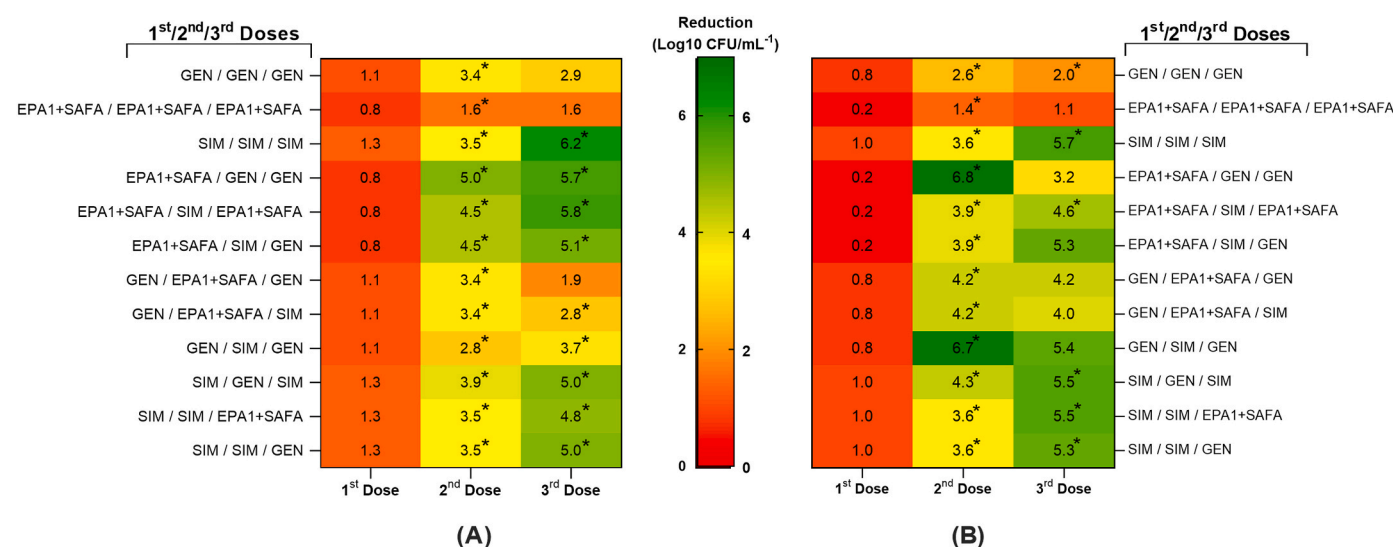 1st/2nd/3rd Doses
GEN / GEN / GEN 1.1 3.4* 2.9
EPA1+SAFA / EPA1+SAFA / EPA1+SAFA 0.8 1.6* 1.6
SIM / SIM / SIM 1.3 3.5* 6.2*
EPA1+SAFA / GEN / GEN 0.8 5.0* 5.7*
EPA1+SAFA / SIM / EPA1+SAFA 0.8 4.5* 5.8*
EPA1+SAFA / SIM / GEN 0.8 4.5* 5.1*
GEN / EPA1+SAFA / GEN 1.1 3.4* 1.9
GEN / EPA1+SAFA / SIM 1.1 3.4* 2.8*
GEN / SIM / GEN 1.1 2.8* 3.7*
SIM / GEN / SIM 1.3 3.9* 5.0*
SIM / SIM / EPA1+SAFA 1.3 3.5* 4.8*
SIM / SIM / GEN 1.3 3.5* 5.0*
1st Dose 2nd Dose 3rd Dose
(A)
Reduction
(Log10 CFU/mL-1)
6 6
4 4
2 2
0 0
1st/2nd/3rd Doses
0.8 2.6* 2.0* GEN / GEN / GEN
0.2 1.4* 1.1 EPA1+SAFA / EPA1+SAFA / EPA1+SAFA
1.0 3.6* 5.7* SIM / SIM / SIM
0.2 6.8* 3.2 EPA1+SAFA / GEN / GEN
0.2 3.9* 4.6* EPA1+SAFA / SIM / EPA1+SAFA
0.2 3.9* 5.3 EPA1+SAFA / SIM / GEN
0.8 4.2* 4.2 GEN / EPA1+SAFA / GEN
0.8 4.2* 4.0 GEN / EPA1+SAFA / SIM
0.8 6.7* 5.4 GEN / SIM / GEN
1.0 4.3* 5.5* SIM / GEN / SIM
1.0 3.6* 5.5* SIM / SIM / EPA1+SAFA
1.0 3.6* 5.3* SIM / SIM / GEN
1st Dose 2nd Dose 3rd Dose
(B)